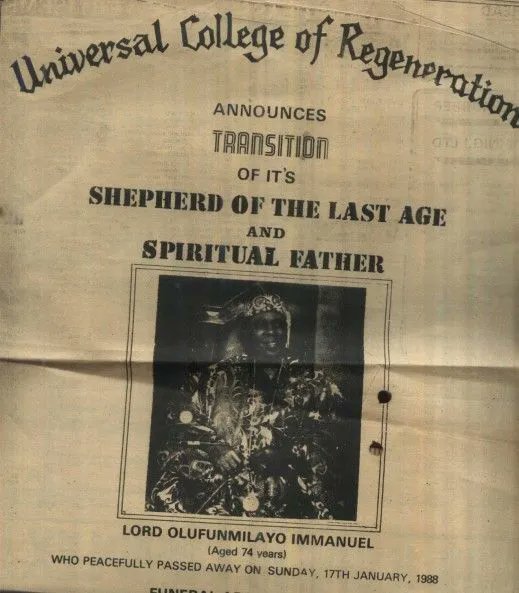 Universal College of Regeneration
ANNOUNCES
TRANSITION
OF IT'S
SHEPHERD OF THE LAST AGE
AND
SPIRITUAL FATHER
LORD OLUFUNMILAYO IMMANUEL
(Aged 74 years)
WHO PEACEFULLY PASSED AWAY ON SUNDAY, 17TH JANUARY, 1988